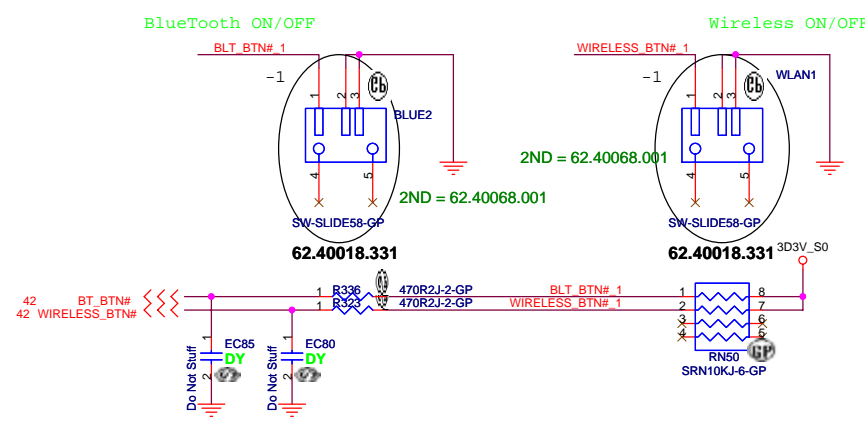 BlueTooth ON/OFF
Wireless ON/OFF
BLT_BTN#_1
WIRELESS_BTN#_1
-1
-1
WLAN1
1
2
3
1
2
3
BLUE2
2ND = 62.40068.001
4
5
4
5
2ND = 62.40068.001
SW-SLIDE58-GP
SW-SLIDE58-GP
62.40018.331
62.40018.331
3D3V_S0
42 BT_BTN#
1 R336 470R2J-2-GP
BLT_BTN#_1
1
8
42 WIRELESS_BTN#
1 R323 470R2J-2-GP
WIRELESS_BTN#_1
2
7
3
6
4
5
GP
RN50
SRN10KJ-6-GP
1
EC85
DY
2
Do Not Stuff
1
EC80
DY
2
Do Not Stuff